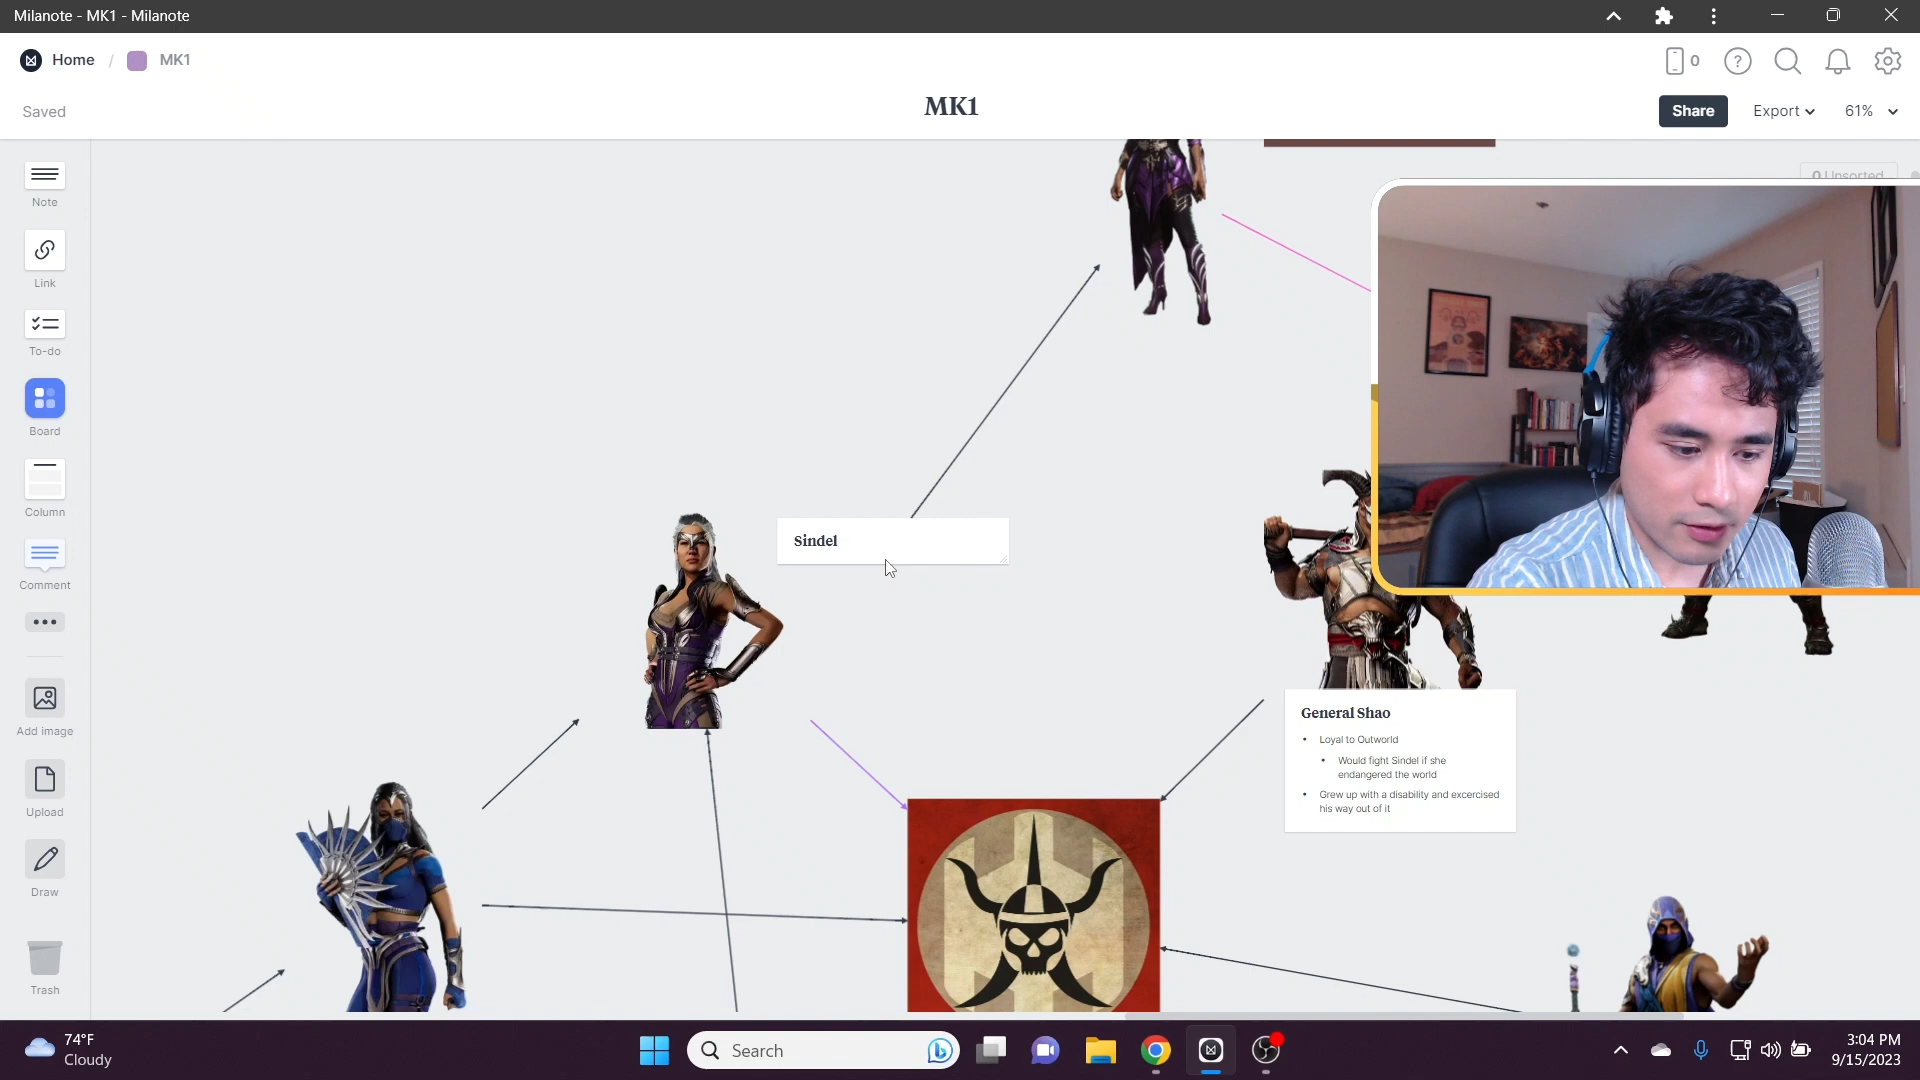 Milanote - MK1 - Milanote
Home / MK1
0
Saved
MK1
Share
Export
61%
0 Unsorted
Note
Link
To-do
Board
Column
Comment
Add image
Upload
Draw
Trash
Sindel
General Shao
• Loyal to Outworld
• Would fight Sindel if she
endangered the world
• Grew up with a disability and excercised
his way out of it
74°F
Cloudy
Search
3:04 PM
9/15/2023